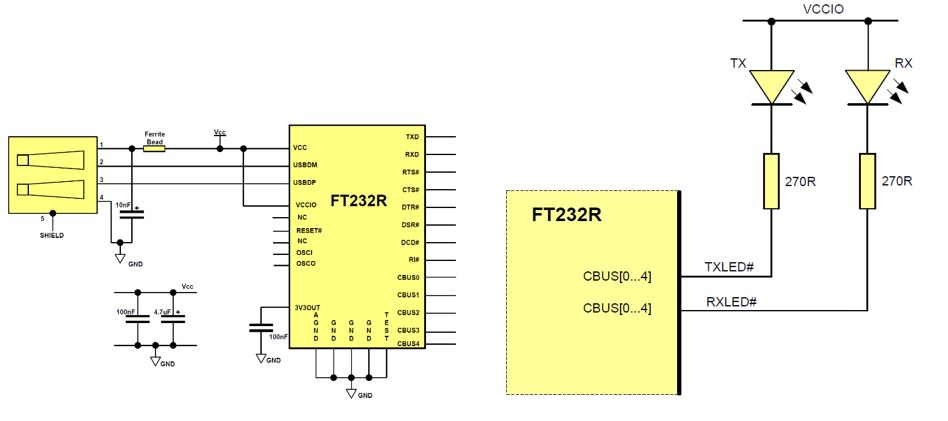 VCCIO
TX
RX
270R
270R
FT232R
CBUS[0...4]
CBUS[0...4]
TXLED#
RXLED#
1
2
3
4
5
SHIELD
Ferrite
Bead
Vcc
10nF
+
GND
Vcc
100nF
4.7uF
+
GND
FT232R
VCC
USBDM
USBDP
VCCIO
NC
RESET#
NC
OSCI
OSCO
3V3OUT
100nF
GND
AGND
GND
GND
GND
TEST
GND
TXD
RXD
RTS#
CTS#
DTR#
DSR#
DCD#
RI#
CBUS0
CBUS1
CBUS2
CBUS3
CBUS4